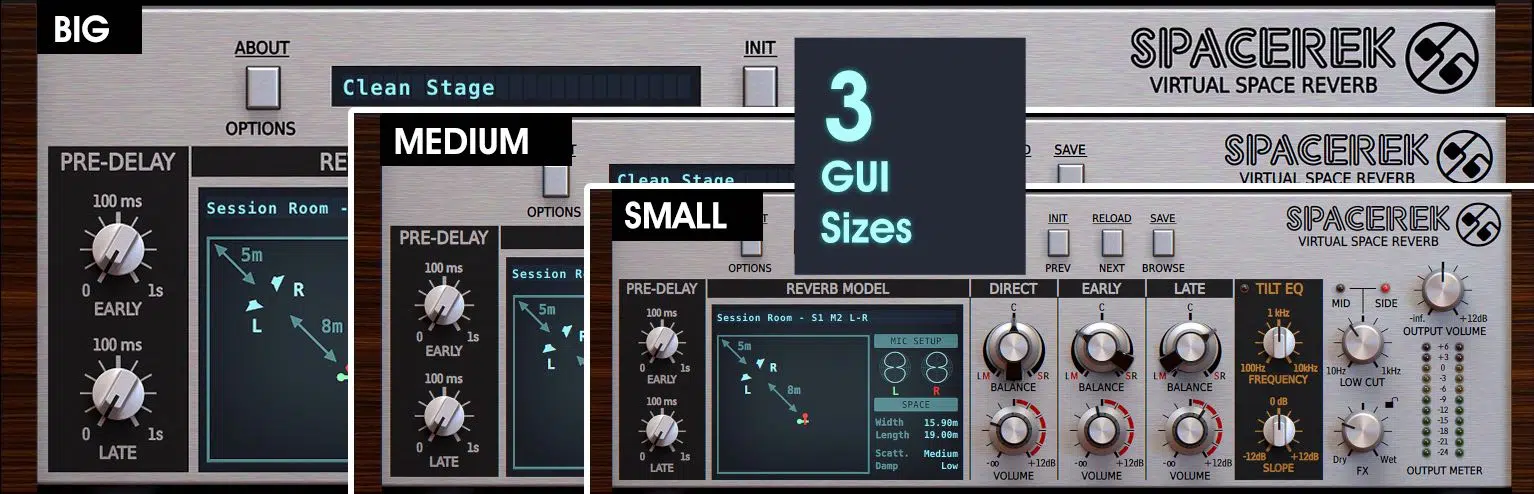 BIG
ABOUT
INIT
Clean Stage
OPTIONS
SPACEREK
VIRTUAL SPACE REVERB
3
GUI
Sizes
PRE-DELAY
RE
100 ms
0
1s
EARLY
100 ms
0
1s
LATE
Session Room -
5m
R
L
8m
MEDIUM
T
OPTIONS
Clean Stage
D
SAVE
SPACEREK
VIRTUAL SPACE REVERB
PRE-DELAY
100 ms
0
1s
EARLY
100 ms
0
1s
LATE
Session R
5m
L
SMALL
T
OPTIONS
INIT
RELOAD
SAVE
PREV
NEXT
BROWSE
SPACEREK
VIRTUAL SPACE REVERB
PRE-DELAY
100 ms
0
1s
EARLY
100 ms
0
1s
LATE
REVERB MODEL
Session Room - S1 M2 L-R
5m
R
L
8m
MIC SETUP
L R
SPACE
Width 15.90m
Length 19.00m
Scatt. Medium
Damp Low
DIRECT
C
LM SR
BALANCE
-∞ +12dB
VOLUME
EARLY
C
LM SR
BALANCE
-∞ +12dB
VOLUME
LATE
C
LM SR
BALANCE
-∞ +12dB
VOLUME
TILT EQ
1 kHz
100Hz 10kHz
FREQUENCY
0 dB
-12dB +12dB
SLOPE
MID SIDE
10Hz 1kHz
LOW CUT
Dry Wet
FX
-inf. +12dB
OUTPUT VOLUME
+6
+3
0
-3
-6
-9
-12
-15
-18
-21
-24
OUTPUT METER